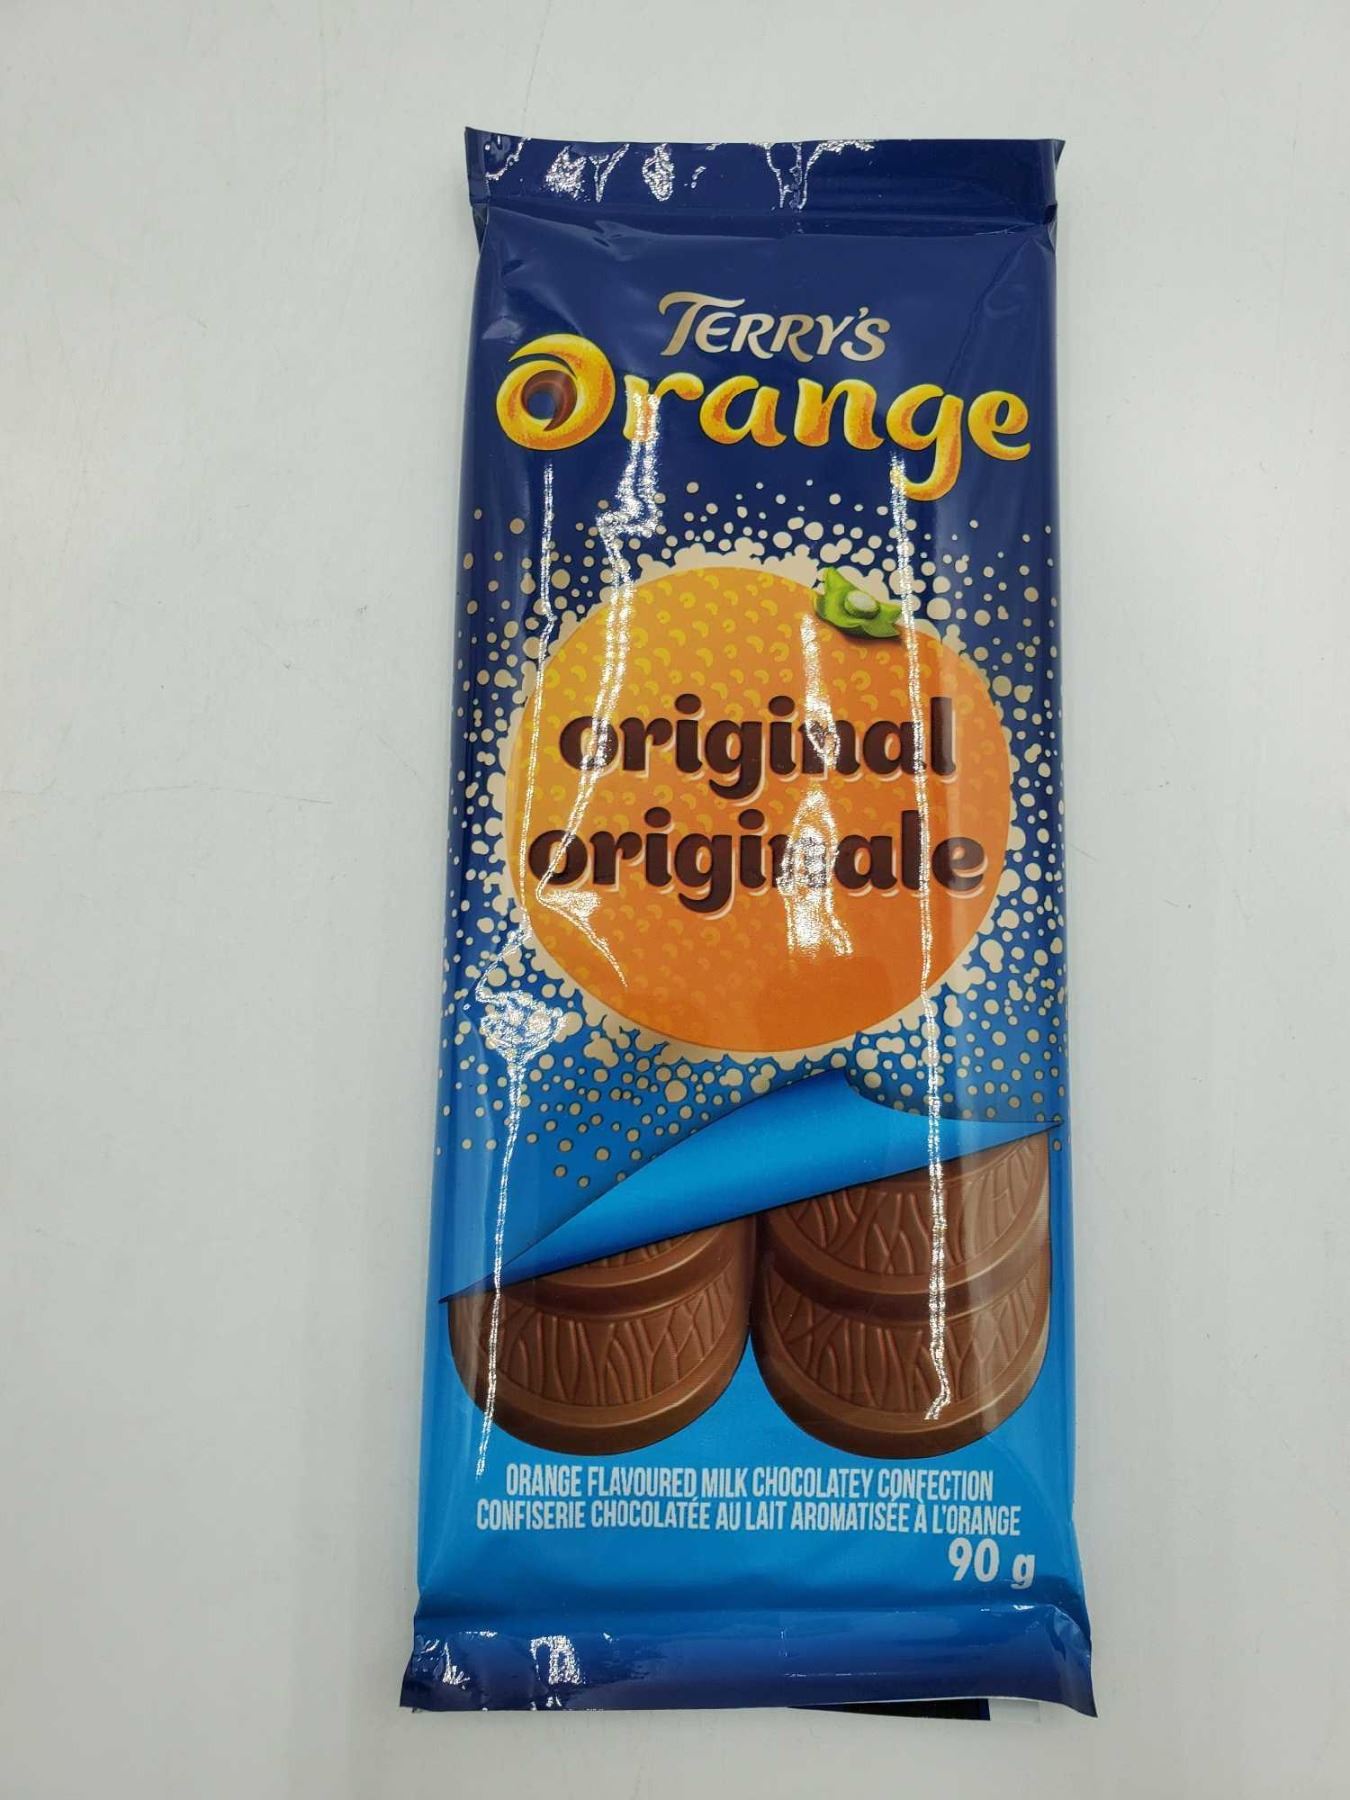 TERRY'S
Orange
original
originale
ORANGE FLAVOURED MILK CHOCOLATEY CONFECTION
CONFISERIE CHOCOLATÉE AU LAIT AROMATISÉE À L'ORANGE
90 g